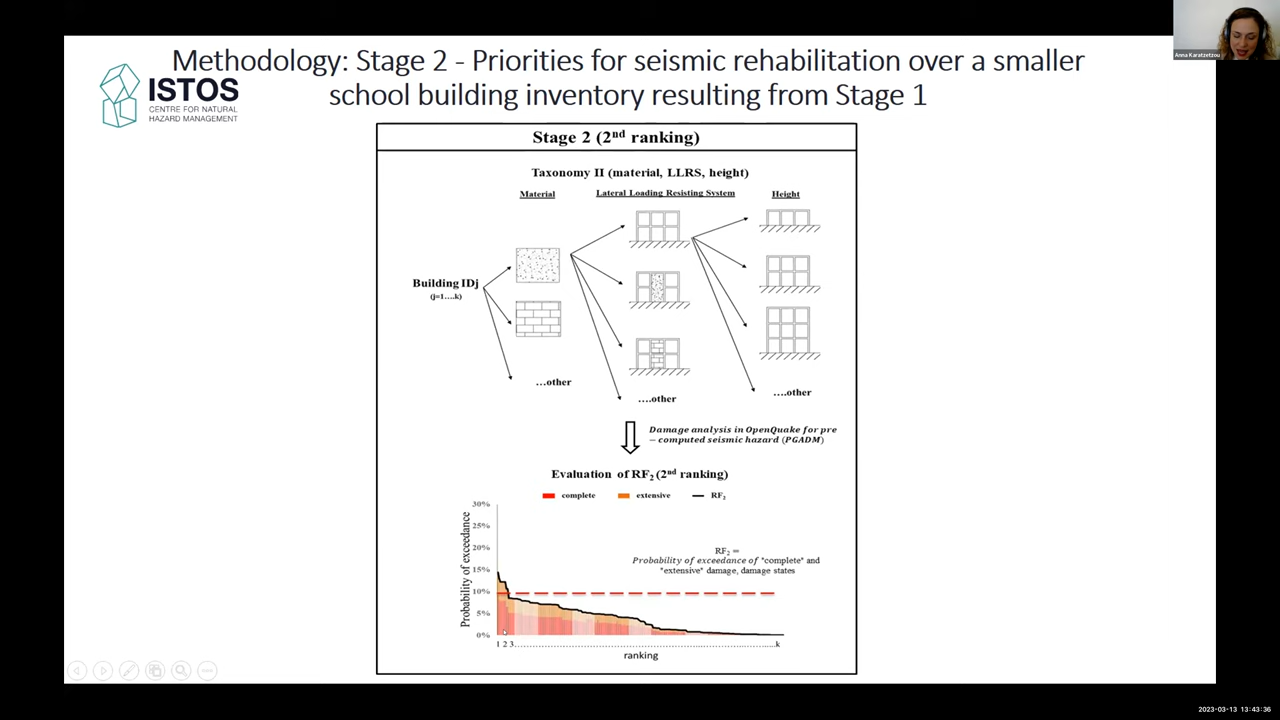 Methodology: Stage 2 - Priorities for seismic rehabilitation over a smaller
school building inventory resulting from Stage 1
ISTOS
CENTRE FOR NATURAL
HAZARD MANAGEMENT
Anna Karatzetzou
Stage 2 (2nd ranking)
Taxonomy II (material, LLRS, height)
Material
Lateral Loading Resisting System
Height
Building IDj
(j=1....k)
...other
....other
....other
Damage analysis in OpenQuake for pre
– computed seismic hazard (PGADM)
Evaluation of RF2 (2nd ranking)
complete
extensive
RF2
Probability of exceedance
30%
25%
20%
15%
10%
5%
0%
RF2 =
Probability of exceedance of "complete" and
"extensive" damage, damage states
1 2 3.......................................................................k
ranking
2023-03-13 13:43:36